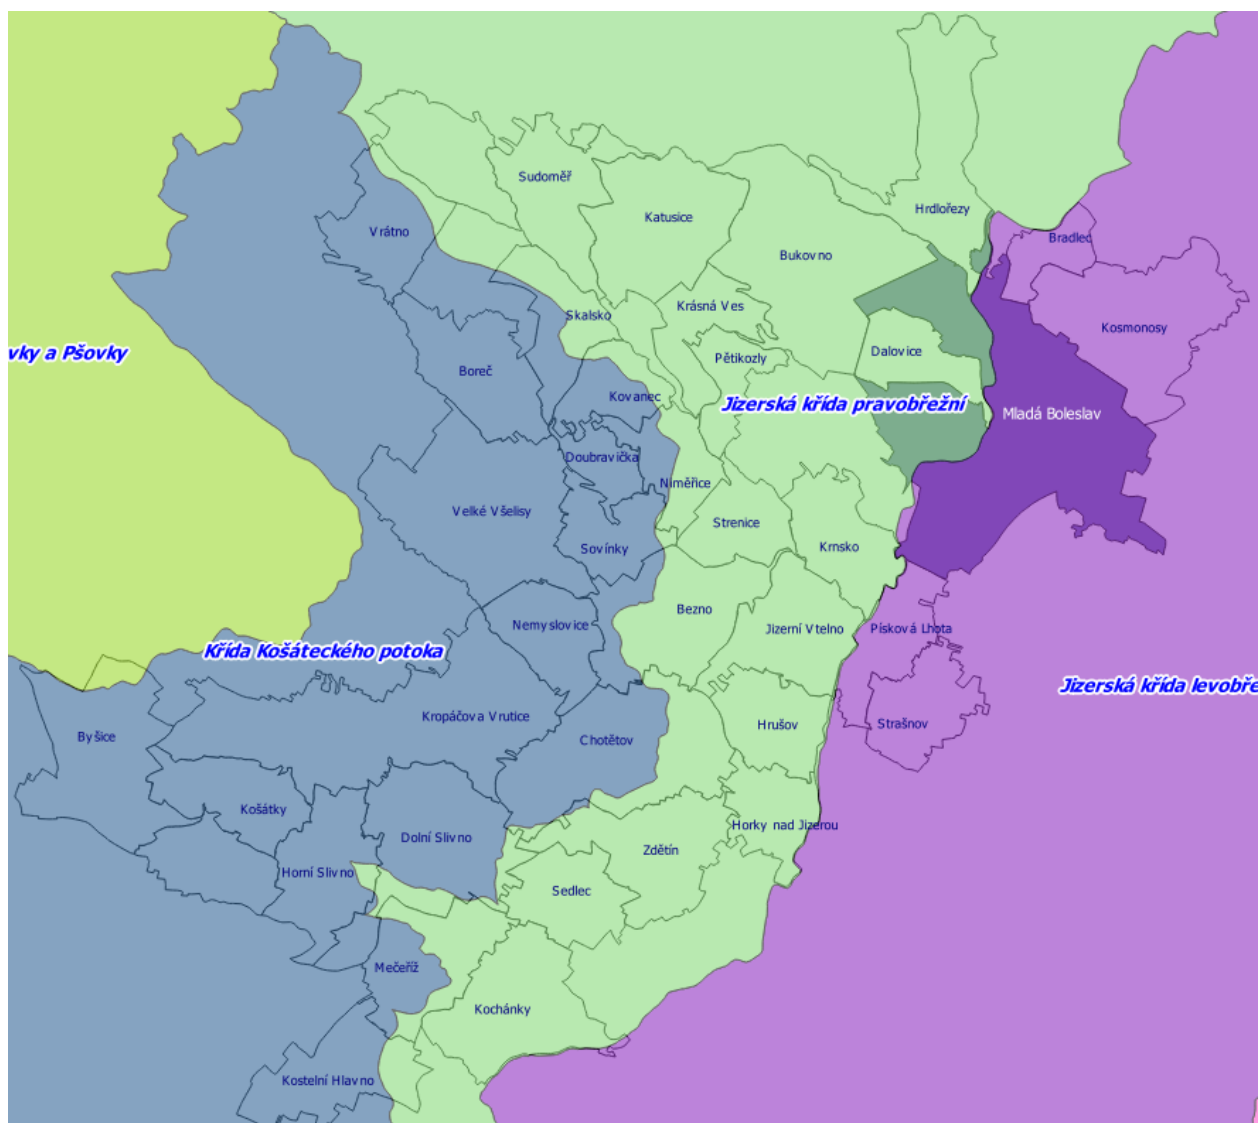 Sudoměř
Katusice
Hrdlořezy
Vrátno
Bradlec
Bukovno
Skalsko
Krásná Ves
Kosmonosy
vky a Pšovky
Boreč
Pětikozly
Dalovice
Kovanec
Jizerská křída pravobřežní
Mladá Boleslav
Doubravička
Niměřice
Velké Všelisy
Strenice
Sovínky
Krnsko
Bezno
Nemyslovice
Jizerní Vtelno
Písková Lhota
Křída Košáteckého potoka
Jizerská křída levobře
Kropáčova Vrutice
Hrušov
Strašnov
Byšice
Chotětov
Košátky
Dolní Slivno
Horky nad Jizerou
Zdětín
Horní Slivno
Sedlec
Mečeříž
Kochánky
Kostelní Hlavno